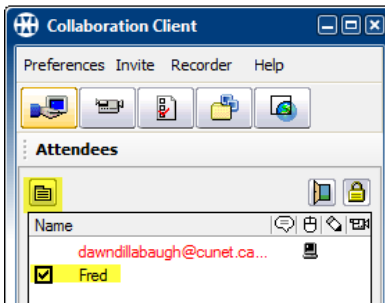 Collaboration Client
Preferences Invite Recorder Help
Attendees
Name
dawndillabaugh@cunet.ca...
Fred